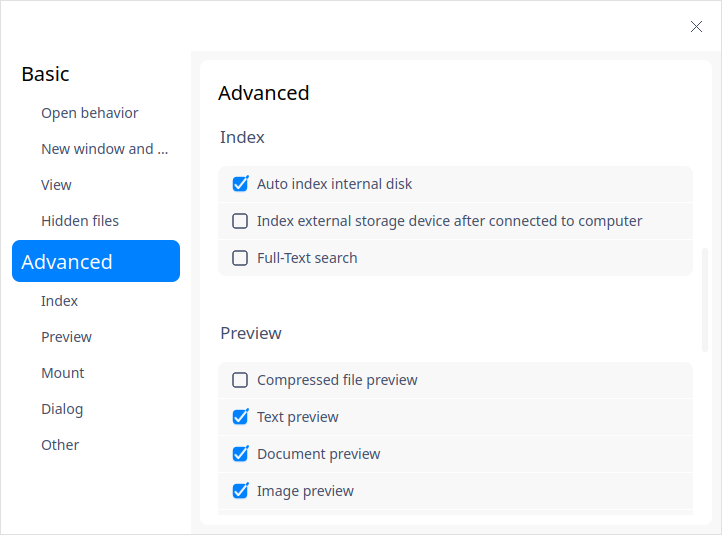 Basic
Open behavior
New window and ...
View
Hidden files
Advanced
Index
Preview
Mount
Dialog
Other
Advanced
Index
Auto index internal disk
Index external storage device after connected to computer
Full-Text search
Preview
Compressed file preview
Text preview
Document preview
Image preview